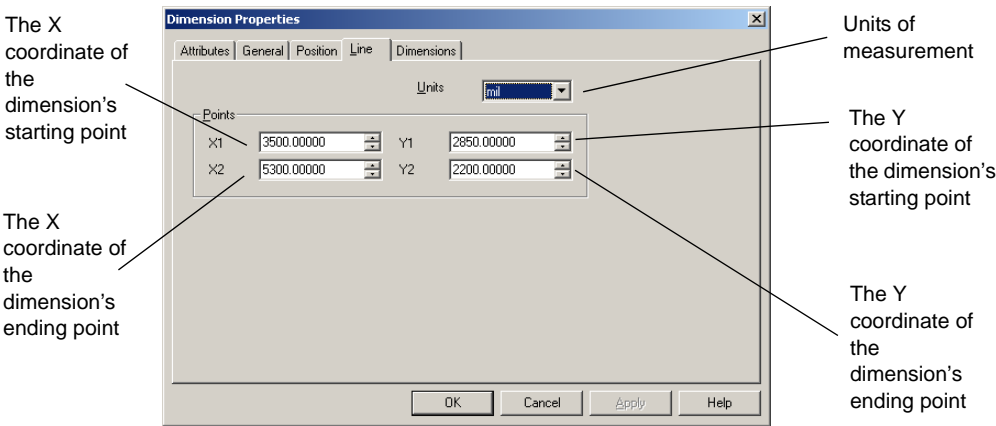 The X
coordinate of
the
dimension's
starting point
The X
coordinate of
the
dimension's
ending point
Dimension Properties
Attributes General Position Line Dimensions
Units mil
Points
X1 3500.00000 Y1 2850.00000
X2 5300.00000 Y2 2200.00000
OK Cancel Apply Help
Units of
measurement
The Y
coordinate of
the dimension's
starting point
The Y
coordinate of
the
dimension's
ending point